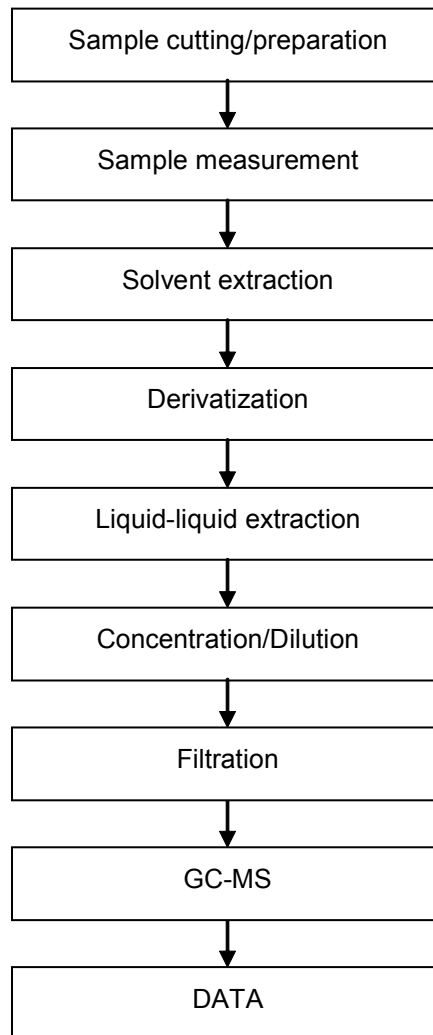 Sample cutting/preparation
Sample measurement
Solvent extraction
Derivatization
Liquid-liquid extraction
Concentration/Dilution
Filtration
GC-MS
DATA